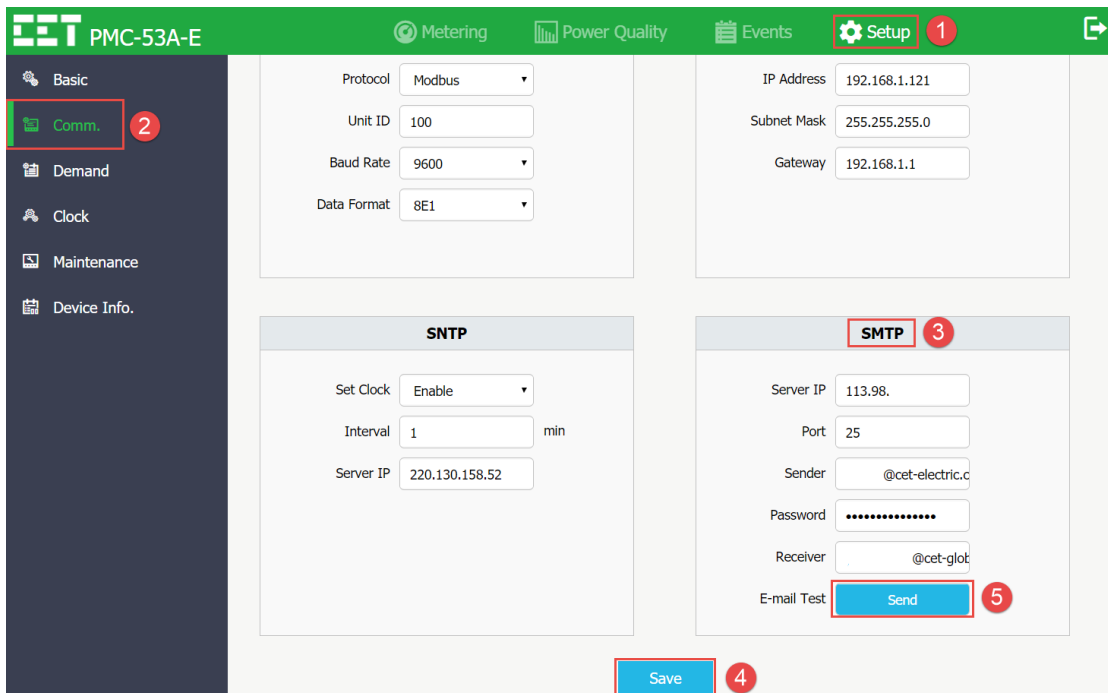 CET PMC-53A-E
Metering
Power Quality
Events
Setup
1
Basic
Comm.
2
Demand
Clock
Maintenance
Device Info.
Protocol Modbus
Unit ID 100
Baud Rate 9600
Data Format 8E1
IP Address 192.168.1.121
Subnet Mask 255.255.255.0
Gateway 192.168.1.1
SNTP
Set Clock Enable
Interval 1 min
Server IP 220.130.158.52
SMTP
3
Server IP 113.98.
Port 25
Sender @cet-electric.c
Password •••••••••••••••
Receiver @cet-glob
E-mail Test Send
5
Save
4